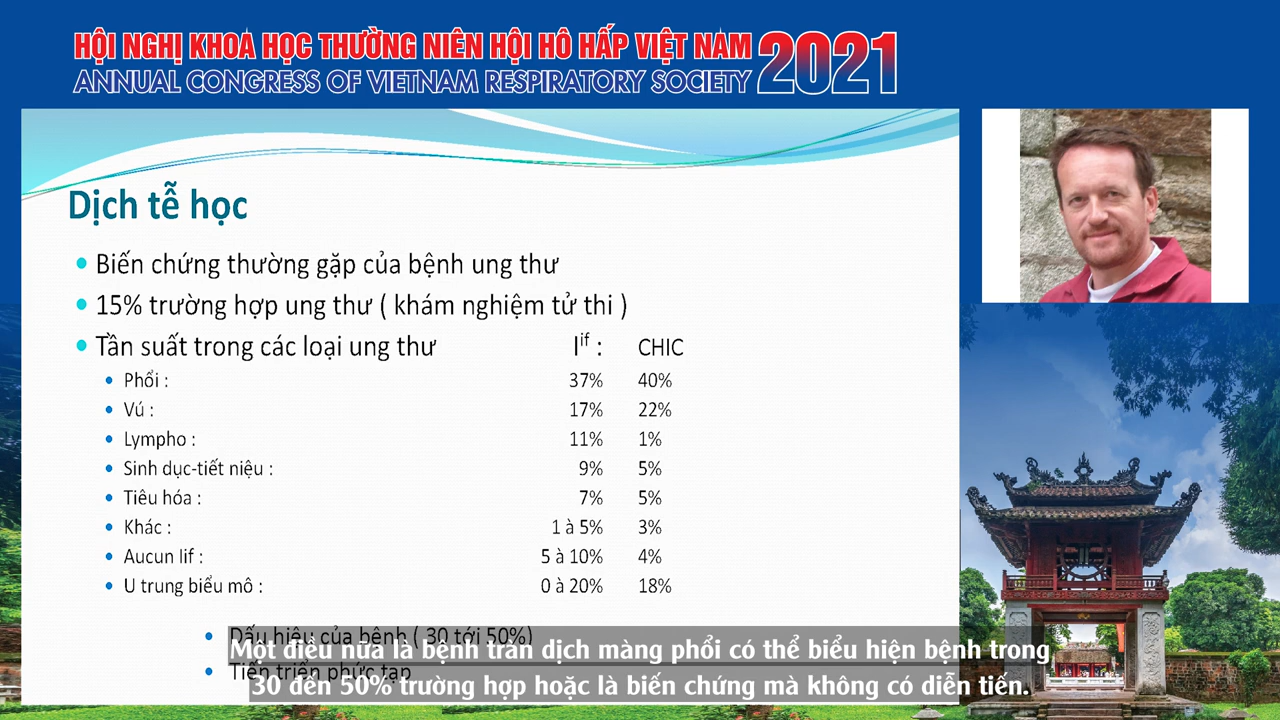 HỘI NGHỊ KHOA HỌC THƯỜNG NIÊN HỘI HÔ HẤP VIỆT NAM 2021
ANNUAL CONGRESS OF VIETNAM RESPIRATORY SOCIETY
Dịch tễ học
• Biến chứng thường gặp của bệnh ung thư
• 15% trường hợp ung thư ( khám nghiệm tử thi )
• Tần suất trong các loại ung thư Iif : CHIC
• Phổi : 37% 40%
• Vú : 17% 22%
• Lympho : 11% 1%
• Sinh dục-tiết niệu : 9% 5%
• Tiêu hóa : 7% 5%
• Khác : 1 à 5% 3%
• Aucun lif : 5 à 10% 4%
• U trung biểu mô : 0 à 20% 18%
• Dấu hiệu của bệnh ( 30 tới 50%)
• Tiến triển phức tạp
Một điều nữa là bệnh tràn dịch màng phổi có thể biểu hiện bệnh trong
30 đến 50% trường hợp hoặc là biến chứng mà không có diễn tiến.